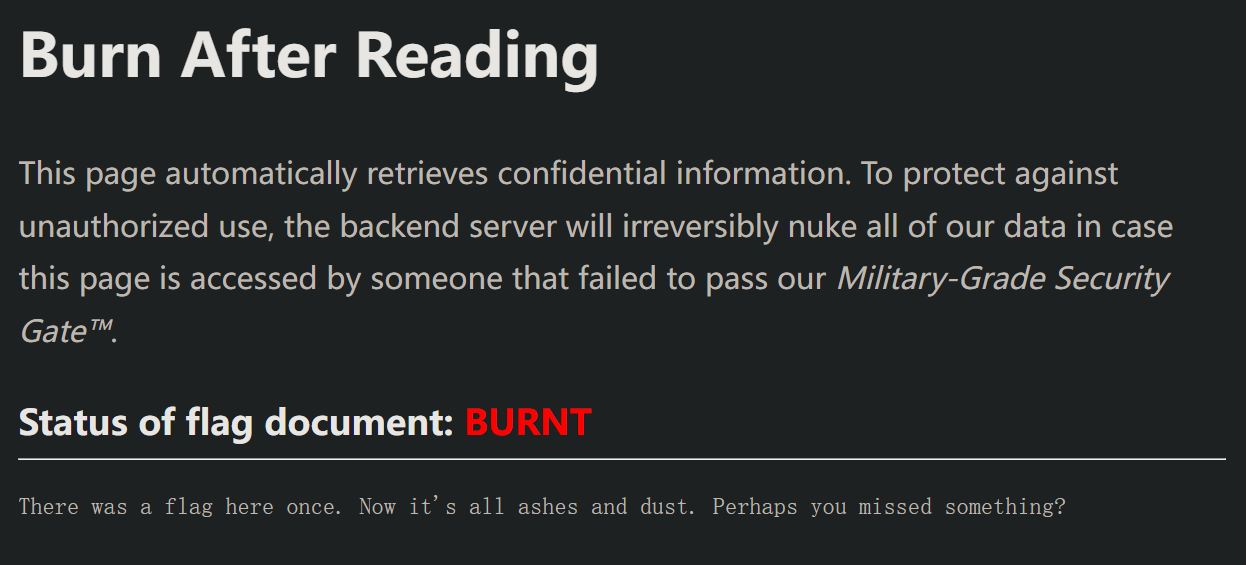 Burn After Reading
This page automatically retrieves confidential information. To protect against
unauthorized use, the backend server will irreversibly nuke all of our data in case
this page is accessed by someone that failed to pass our Military-Grade Security
Gate™.
Status of flag document: BURNT
There was a flag here once. Now it's all ashes and dust. Perhaps you missed something?